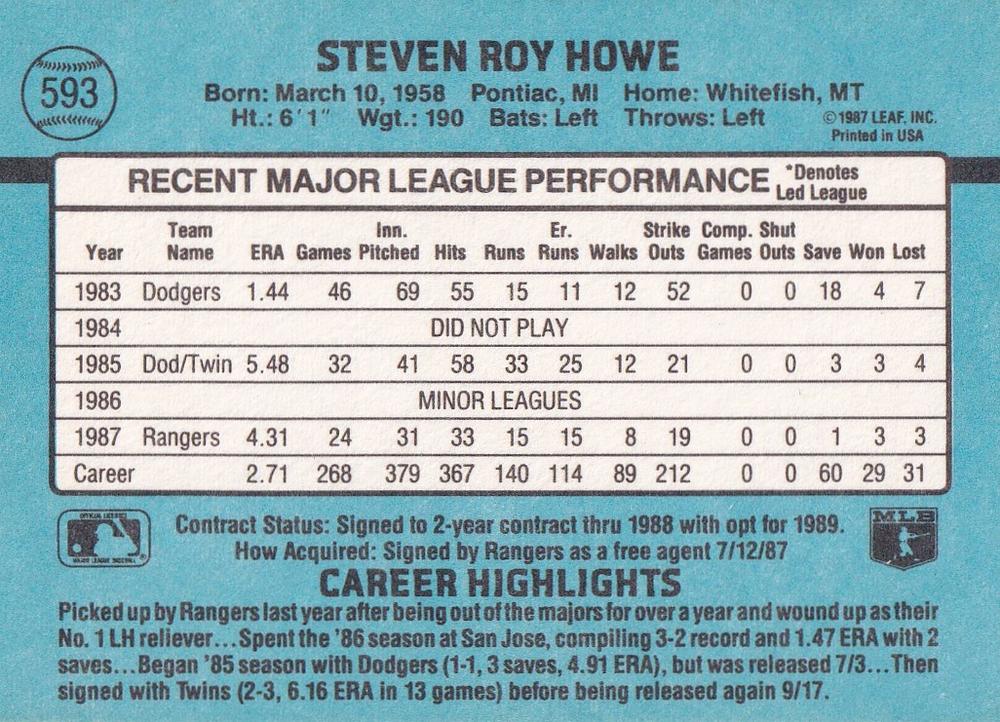 593
STEVEN ROY HOWE
Born: March 10, 1958 Pontiac, MI Home: Whitefish, MT
Ht.: 6'1" Wgt.: 190 Bats: Left Throws: Left
©1987 LEAF, INC.
Printed in USA
RECENT MAJOR LEAGUE PERFORMANCE *Denotes
Led League
Year Team Name ERA Games Inn. Pitched Hits Runs Er. Runs Walks Strike Outs Comp. Games Shut Outs Save Won Lost
1983 Dodgers 1.44 46 69 55 15 11 12 52 0 0 18 4 7
1984 DID NOT PLAY
1985 Dod/Twin 5.48 32 41 58 33 25 12 21 0 0 3 3 4
1986 MINOR LEAGUES
1987 Rangers 4.31 24 31 33 15 15 8 19 0 0 1 3 3
Career 2.71 268 379 367 140 114 89 212 0 0 60 29 31
Contract Status: Signed to 2-year contract thru 1988 with opt for 1989.
How Acquired: Signed by Rangers as a free agent 7/12/87
MLB
CAREER HIGHLIGHTS
Picked up by Rangers last year after being out of the majors for over a year and wound up as their
No. 1 LH reliever...Spent the '86 season at San Jose, compiling 3-2 record and 1.47 ERA with 2
saves...Began '85 season with Dodgers (1-1, 3 saves, 4.91 ERA), but was released 7/3...Then
signed with Twins (2-3, 6.16 ERA in 13 games) before being released again 9/17.